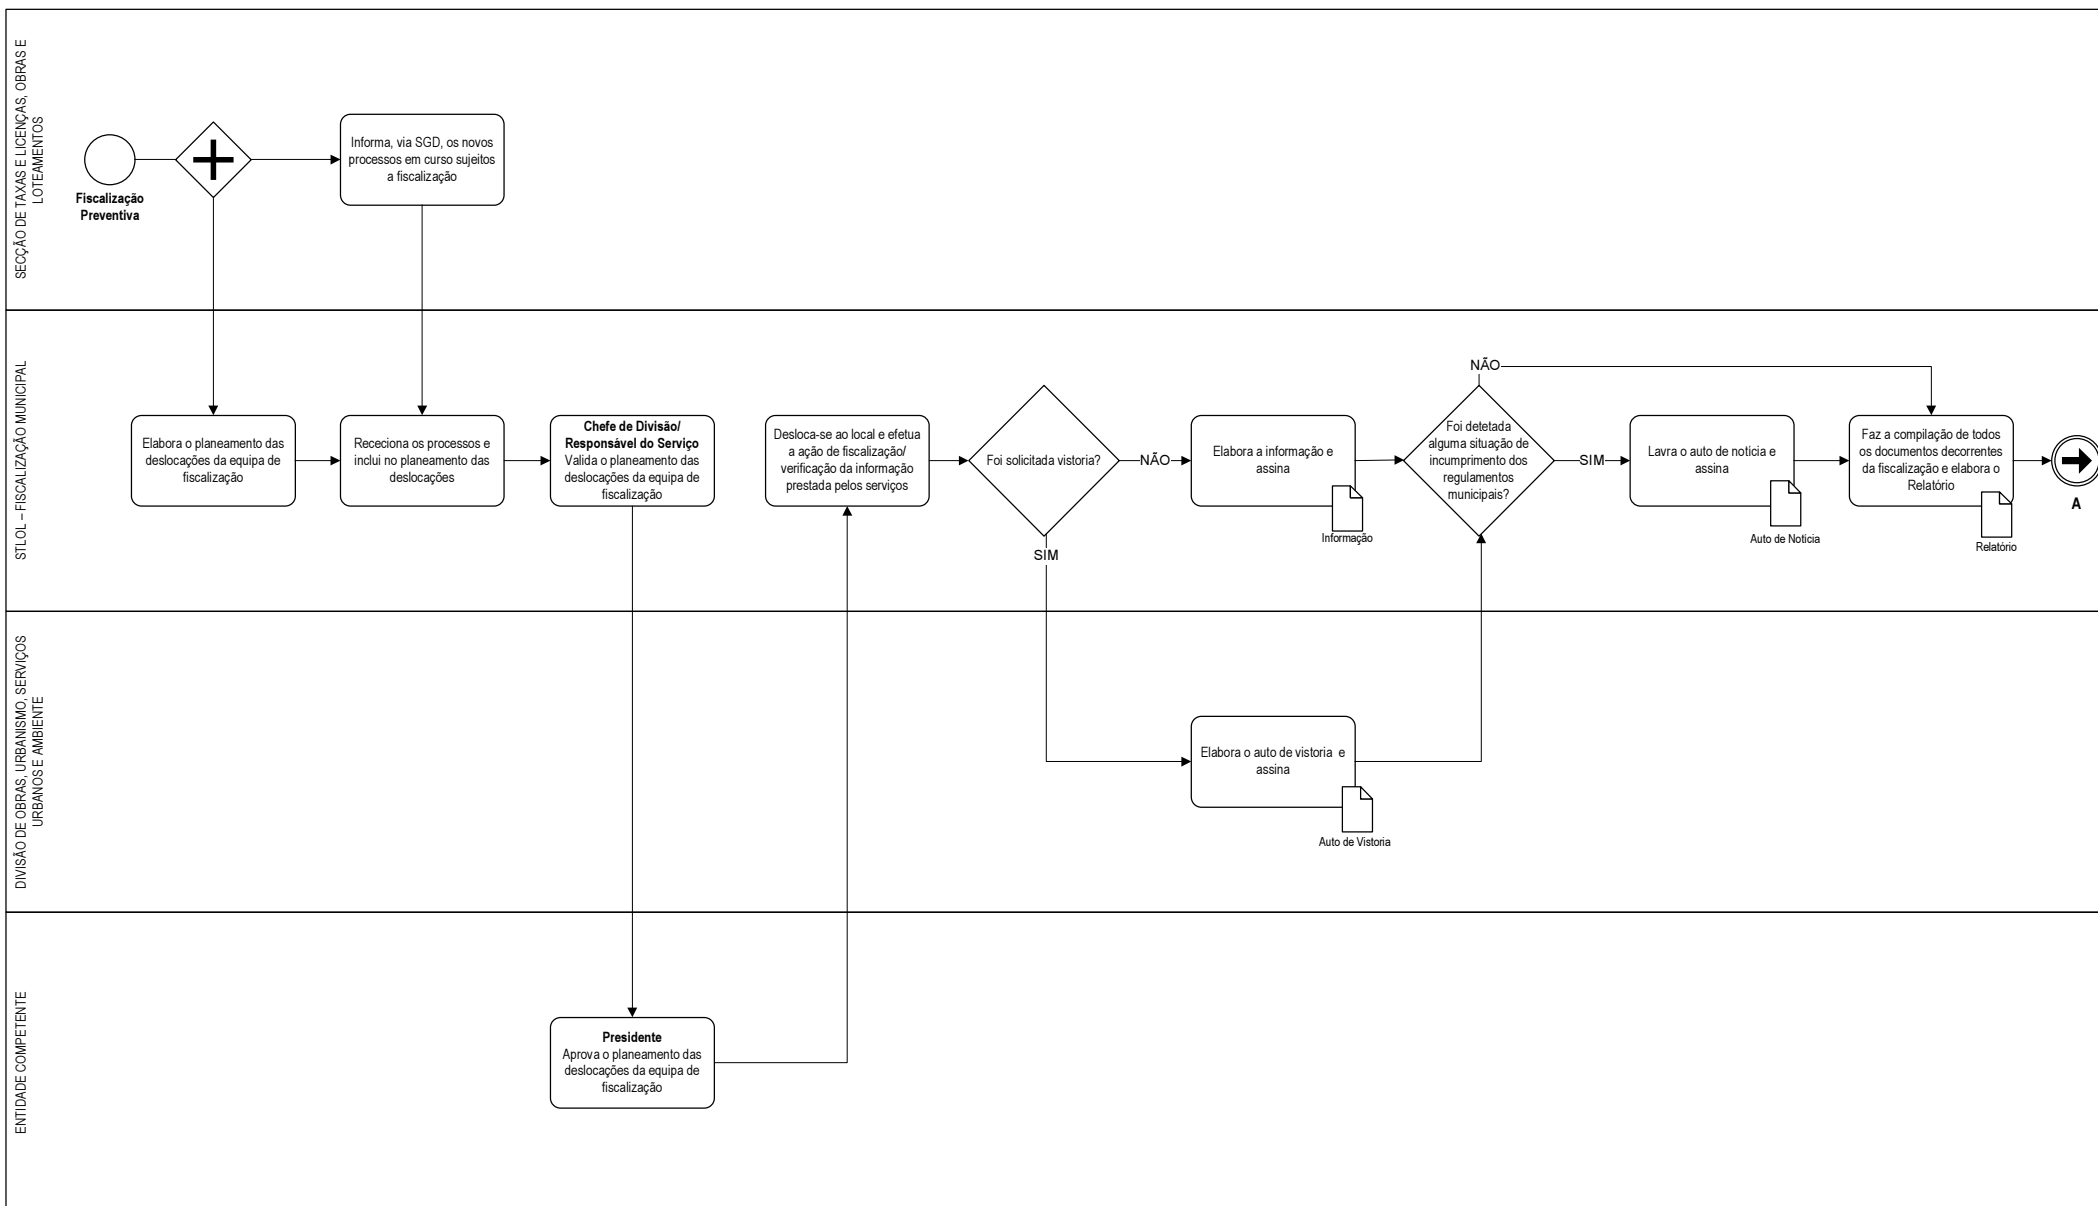 SECÇÃO DE TAXAS E LICENÇAS, OBRAS E
LOTEAMENTOS
Fiscalização
Preventiva
Informa, via SGD, os novos
processos em curso sujeitos
a fiscalização
STLOL – FISCALIZAÇÃO MUNICIPAL
Elabora o planeamento das
deslocações da equipa de
fiscalização
Receciona os processos e
inclui no planeamento das
deslocações
Chefe de Divisão/
Responsável do Serviço
Valida o planeamento das
deslocações da equipa de
fiscalização
Desloca-se ao local e efetua
a ação de fiscalização/
verificação da informação
prestada pelos serviços
Foi solicitada vistoria?
NÃO
SIM
Elabora a informação e
assina
Informação
Foi detetada
alguma situação de
incumprimento dos
regulamentos
municipais?
NÃO
SIM
Lavra o auto de noticia e
assina
Auto de Noticia
Faz a compilação de todos
os documentos decorrentes
da fiscalização e elabora o
Relatório
Relatório
A
DIVISÃO DE OBRAS, URBANISMO, SERVIÇOS
URBANOS E AMBIENTE
Elabora o auto de vistoria e
assina
Auto de Vistoria
ENTIDADE COMPETENTE
Presidente
Aprova o planeamento das
deslocações da equipa de
fiscalização